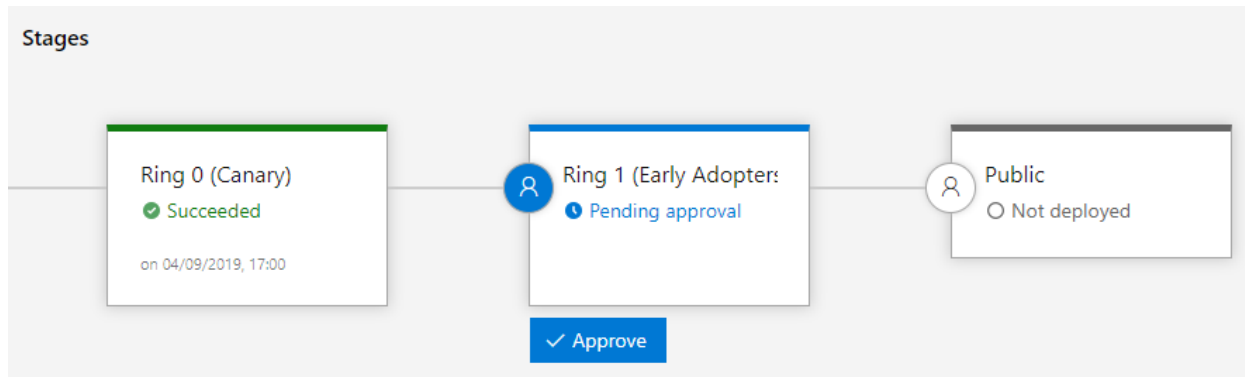 Stages
Ring 0 (Canary)
Succeeded
on 04/09/2019, 17:00
Ring 1 (Early Adopters
Pending approval
Approve
Public
Not deployed